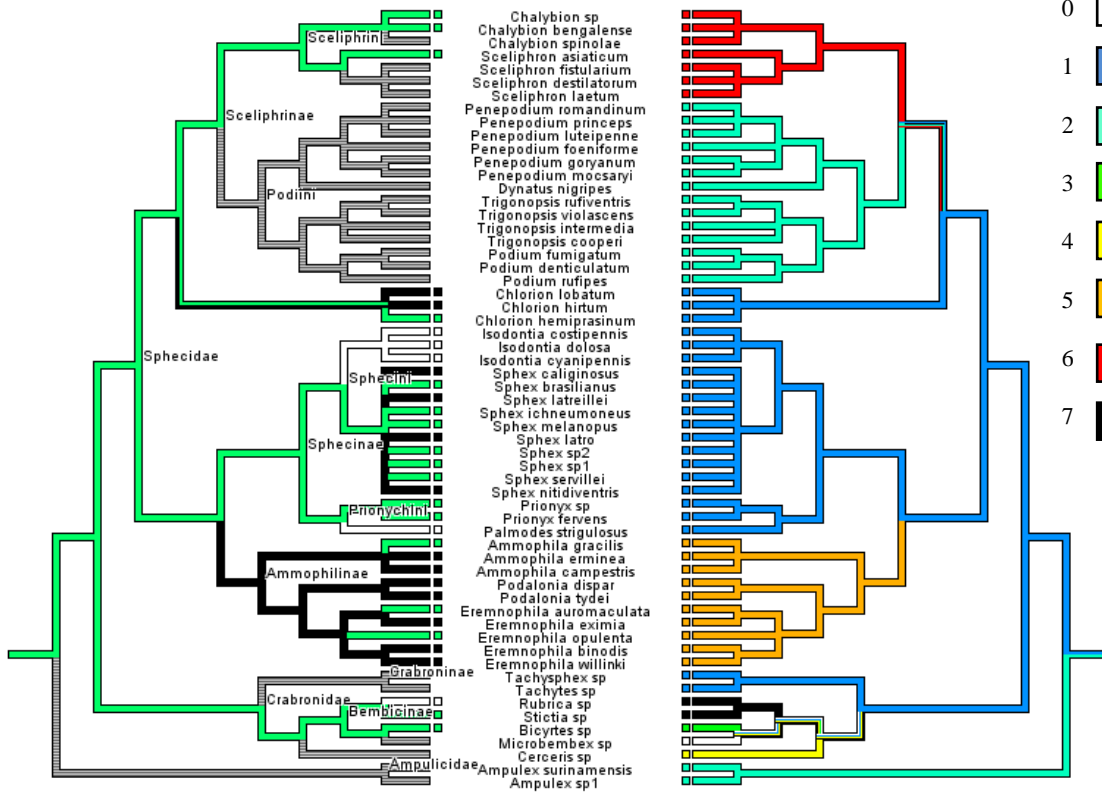 Chalybion sp
Chalybion bengalense
Chalybion spinolae
Sceliphron asiaticum
Sceliphron fistularium
Sceliphron destilatorum
Sceliphron laetum
Penepodium romandinum
Penepodium princeps
Penepodium luteipenne
Penepodium foeniforme
Penepodium goryanum
Penepodium mocsaryi
Dynatus nigripes
Trigonopsis rufiventris
Trigonopsis violascens
Trigonopsis intermedia
Trigonopsis cooperi
Podium fumigatum
Podium denticulatum
Podium rufipes
Chlorion lobatum
Chlorion hirtum
Chlorion hemiprasinum
Isodontia costipennis
Isodontia dolosa
Isodontia cyanipennis
Sphex caliginosus
Sphex brasilianus
Sphex latreillei
Sphex ichneumoneus
Sphex melanopus
Sphex latro
Sphex sp2
Sphex sp1
Sphex servillei
Sphex nitidiventris
Prionyx sp
Prionyx fervens
Palmodes strigulosus
Ammophila gracilis
Ammophila erminea
Ammophila campestris
Podalonia dispar
Podalonia tydei
Eremnophila auromaculata
Eremnophila eximia
Eremnophila opulenta
Eremnophila binodis
Eremnophila willinki
Tachysphex sp
Tachytes sp
Rubrica sp
Stictia sp
Bicyrtes sp
Microbembex sp
Cerceris sp
Ampulex surinamensis
Ampulex sp1
Sceliphrini
Sceliphrinae
Podiini
Sphecidae
Sphecini
Sphecinae
Prionychini
Ammophilinae
Crabroninae
Crabronidae
Bembicinae
Ampulicidae
0
1
2
3
4
5
6
7